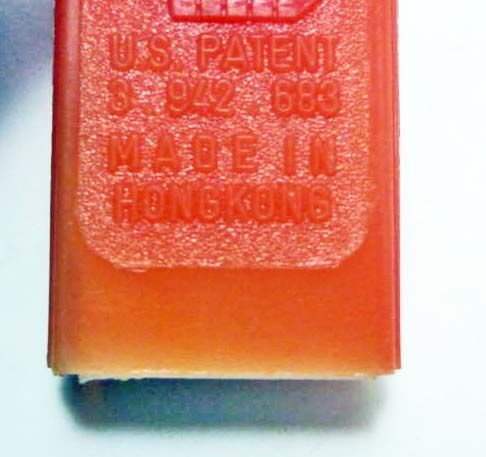 U.S. PATENT
3 942 683
MADE IN
HONGKONG